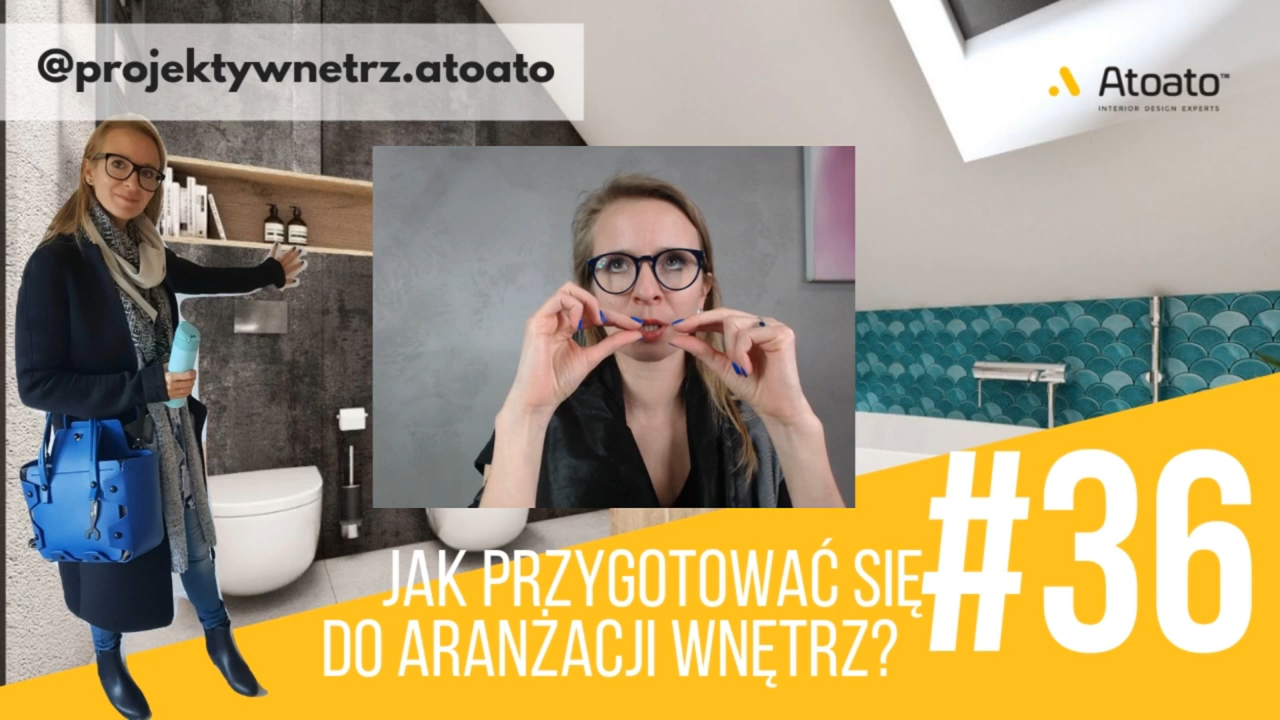 @projektywnetrz.atoato
Atoato™
INTERIOR DESIGN EXPERTS
#36
JAK PRZYGOTOWAĆ SIĘ
DO ARANŻACJI WNĘTRZ?